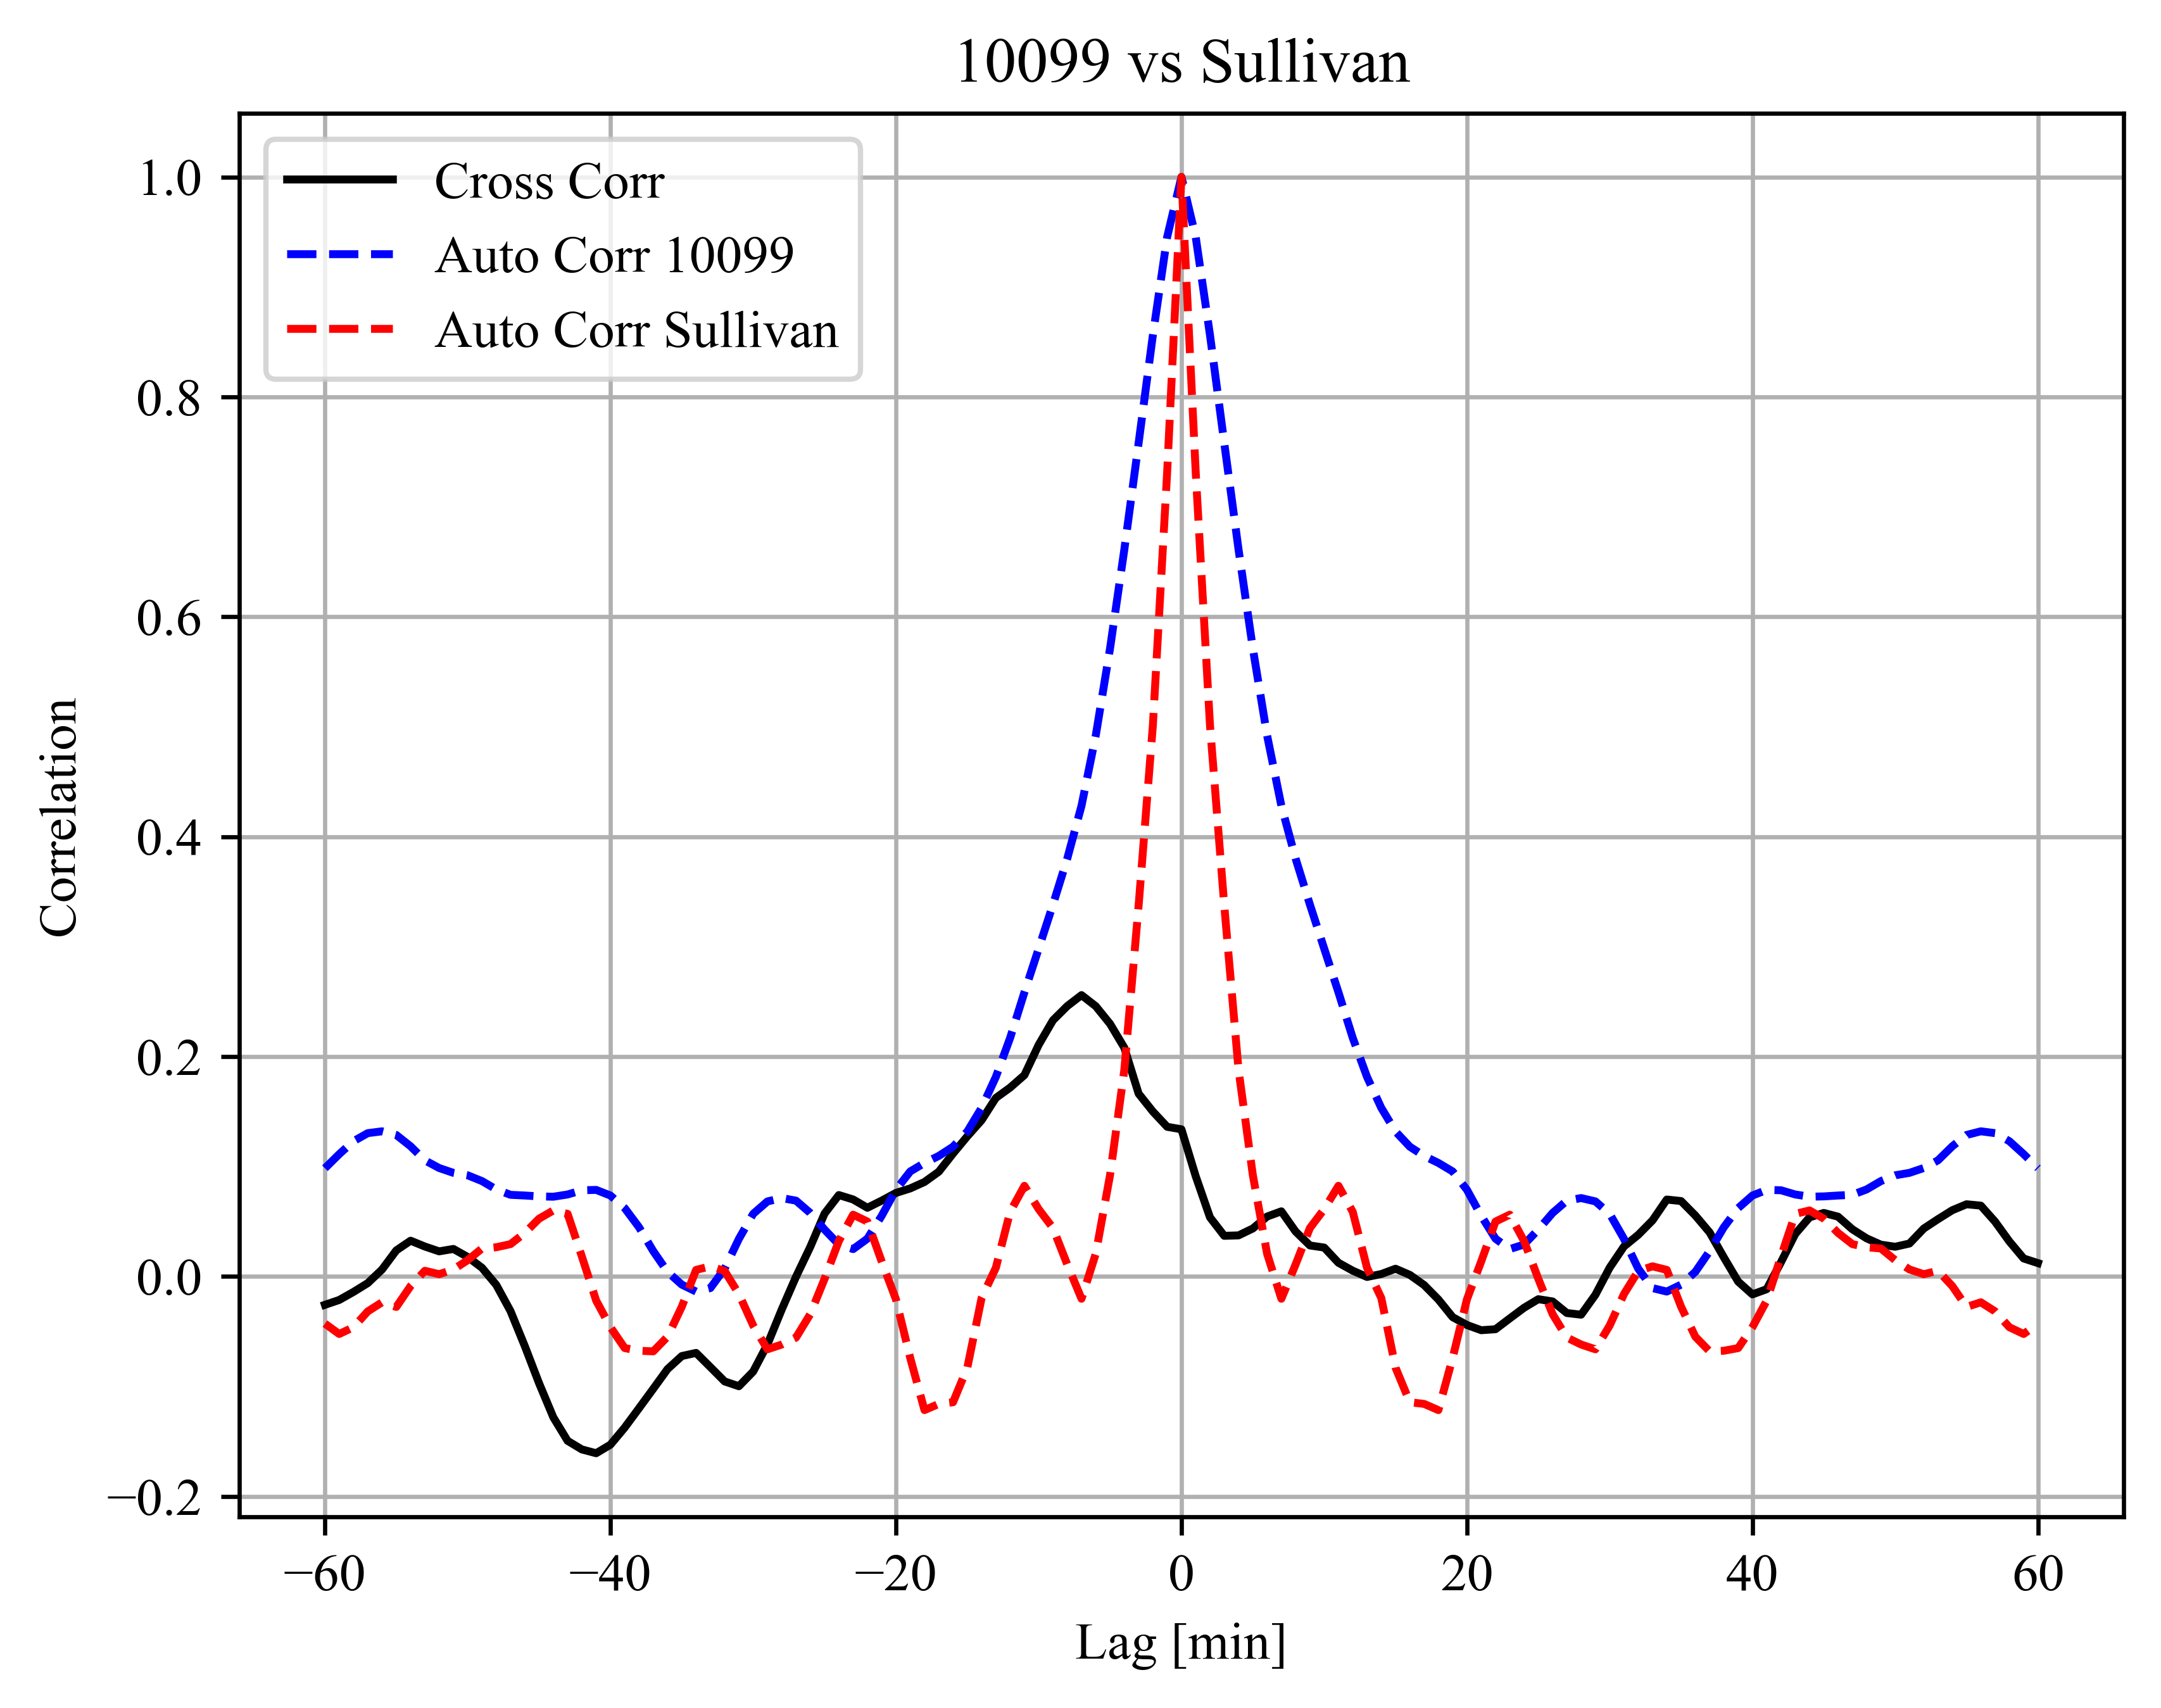 10099 vs Sullivan
Cross Corr
Auto Corr 10099
Auto Corr Sullivan
1.0
0.8
0.6
0.4
0.2
0.0
−0.2
Correlation
−60 −40 −20 0 20 40 60
Lag [min]